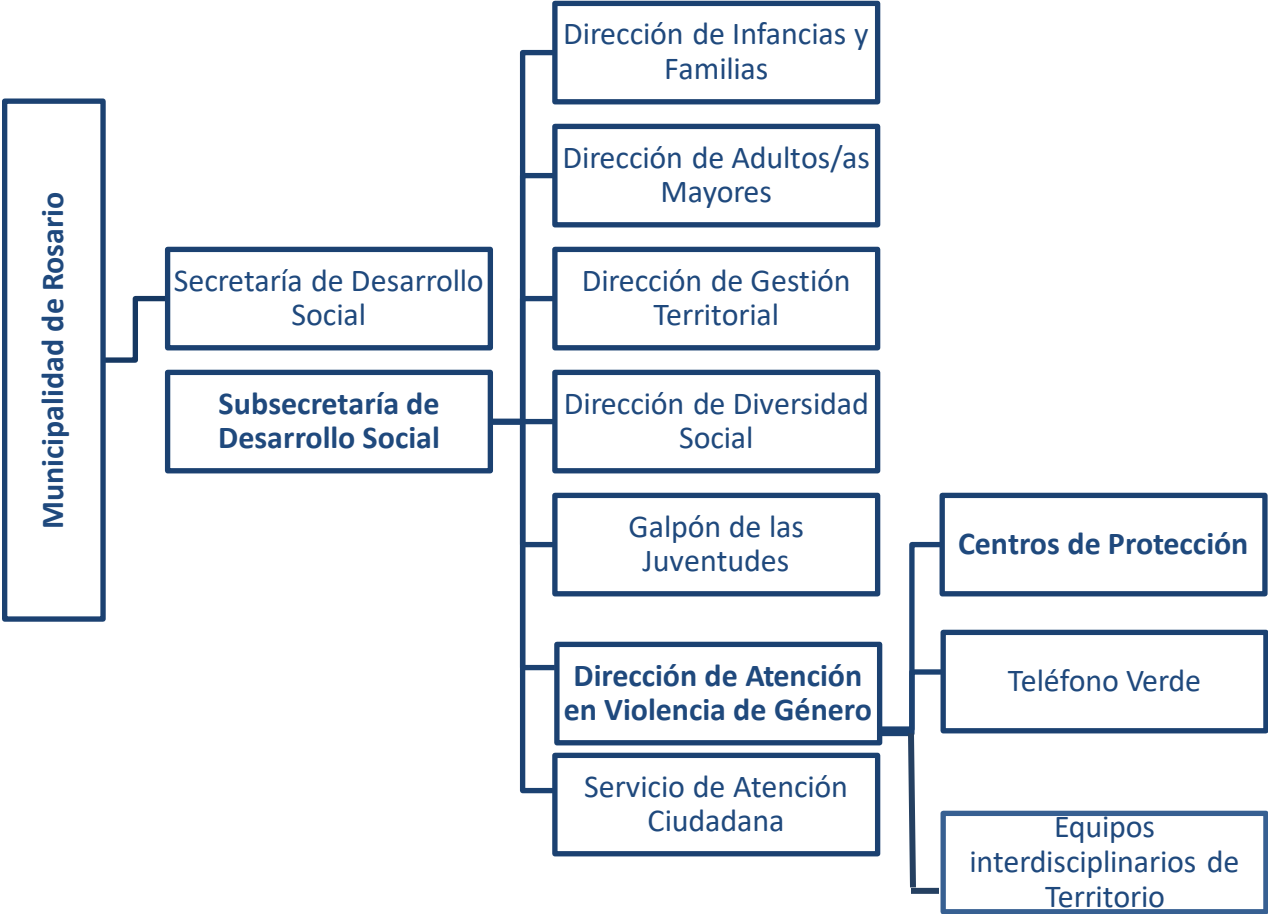 Municipalidad de Rosario
Secretaría de Desarrollo
Social
Subsecretaría de
Desarrollo Social
Dirección de Infancias y
Familias
Dirección de Adultos/as
Mayores
Dirección de Gestión
Territorial
Dirección de Diversidad
Social
Galpón de las
Juventudes
Dirección de Atención
en Violencia de Género
Servicio de Atención
Ciudadana
Centros de Protección
Teléfono Verde
Equipos
interdisciplinarios de
Territorio